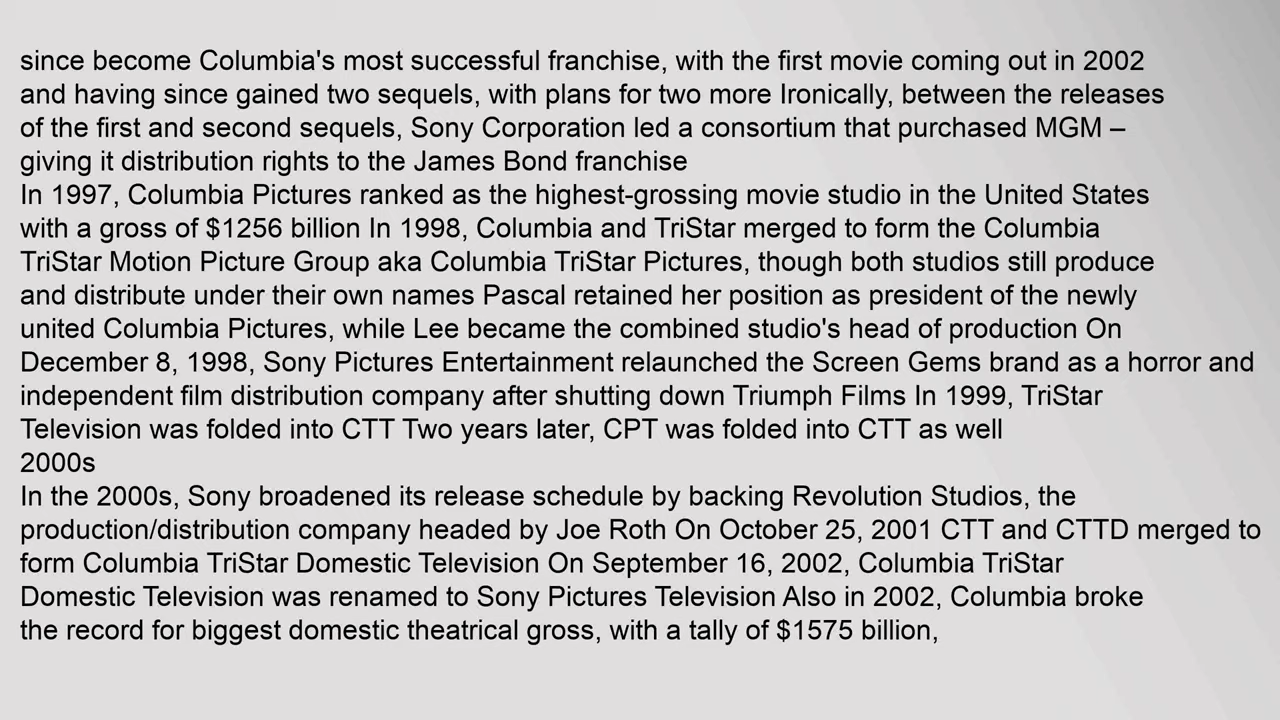 since become Columbia's most successful franchise, with the first movie coming out in 2002
and having since gained two sequels, with plans for two more Ironically, between the releases
of the first and second sequels, Sony Corporation led a consortium that purchased MGM –
giving it distribution rights to the James Bond franchise
In 1997, Columbia Pictures ranked as the highest-grossing movie studio in the United States
with a gross of $1256 billion In 1998, Columbia and TriStar merged to form the Columbia
TriStar Motion Picture Group aka Columbia TriStar Pictures, though both studios still produce
and distribute under their own names Pascal retained her position as president of the newly
united Columbia Pictures, while Lee became the combined studio's head of production On
December 8, 1998, Sony Pictures Entertainment relaunched the Screen Gems brand as a horror and
independent film distribution company after shutting down Triumph Films In 1999, TriStar
Television was folded into CTT Two years later, CPT was folded into CTT as well
2000s
In the 2000s, Sony broadened its release schedule by backing Revolution Studios, the
production/distribution company headed by Joe Roth On October 25, 2001 CTT and CTTD merged to
form Columbia TriStar Domestic Television On September 16, 2002, Columbia TriStar
Domestic Television was renamed to Sony Pictures Television Also in 2002, Columbia broke
the record for biggest domestic theatrical gross, with a tally of $1575 billion,